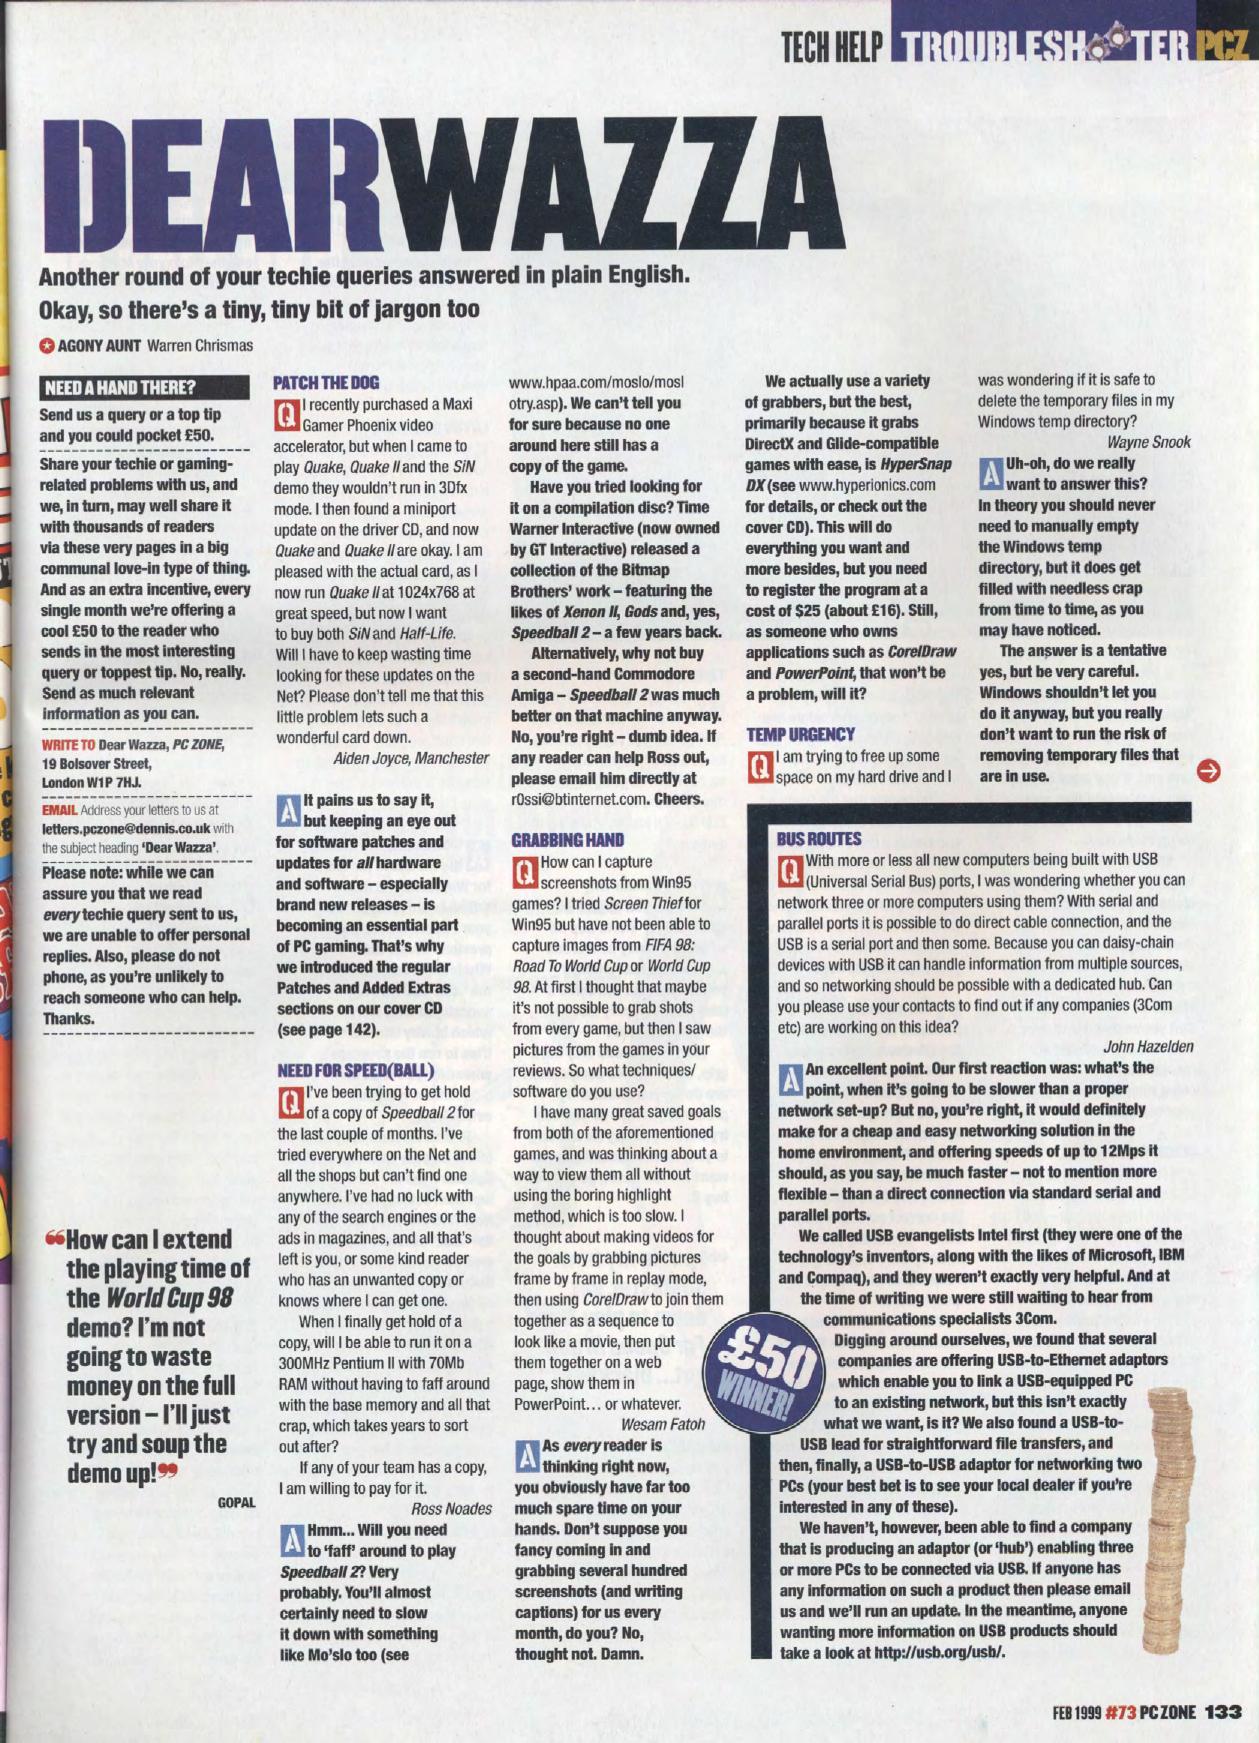 TECH HELP TROUBLESHOOTER PCZ
DEAR WAZZA
Another round of your techie queries answered in plain English.
Okay, so there's a tiny, tiny bit of jargon too
AGONY AUNT Warren Chrismas
NEED A HAND THERE?
Send us a query or a top tip
and you could pocket £50.
Share your techie or gaming-
related problems with us, and
we, in turn, may well share it
with thousands of readers
via these very pages in a big
communal love-in type of thing.
And as an extra incentive, every
single month we're offering a
cool £50 to the reader who
sends in the most interesting
query or toppest tip. No, really.
Send as much relevant
information as you can.
WRITE TO Dear Wazza, PC ZONE,
19 Bolsover Street,
London W1P 7HJ.
EMAIL Address your letters to us at
letters.pczone@dennis.co.uk with
the subject heading 'Dear Wazza'.
Please note: while we can
assure you that we read
every techie query sent to us,
we are unable to offer personal
replies. Also, please do not
phone, as you're unlikely to
reach someone who can help.
Thanks.
“How can I extend
the playing time of
the World Cup 98
demo? I'm not
going to waste
money on the full
version – I'll just
try and soup the
demo up!”
GOPAL
PATCH THE DOG
Q I recently purchased a Maxi
Gamer Phoenix video
accelerator, but when I came to
play Quake, Quake II and the SiN
demo they wouldn't run in 3Dfx
mode. I then found a miniport
update on the driver CD, and now
Quake and Quake II are okay. I am
pleased with the actual card, as I
now run Quake II at 1024x768 at
great speed, but now I want
to buy both SiN and Half-Life.
Will I have to keep wasting time
looking for these updates on the
Net? Please don't tell me that this
little problem lets such a
wonderful card down.
Aiden Joyce, Manchester
A It pains us to say it,
but keeping an eye out
for software patches and
updates for all hardware
and software – especially
brand new releases – is
becoming an essential part
of PC gaming. That's why
we introduced the regular
Patches and Added Extras
sections on our cover CD
(see page 142).
NEED FOR SPEED(BALL)
Q I've been trying to get hold
of a copy of Speedball 2 for
the last couple of months. I've
tried everywhere on the Net and
all the shops but can't find one
anywhere. I've had no luck with
any of the search engines or the
ads in magazines, and all that's
left is you, or some kind reader
who has an unwanted copy or
knows where I can get one.
When I finally get hold of a
copy, will I be able to run it on a
300MHz Pentium II with 70Mb
RAM without having to faff around
with the base memory and all that
crap, which takes years to sort
out after?
If any of your team has a copy,
I am willing to pay for it.
Ross Noades
A Hmm... Will you need
to 'faff' around to play
Speedball 2? Very
probably. You'll almost
certainly need to slow
it down with something
like Mo'slo too (see
www.hpaa.com/moslo/mosl
otry.asp). We can't tell you
for sure because no one
around here still has a
copy of the game.
Have you tried looking for
it on a compilation disc? Time
Warner Interactive (now owned
by GT Interactive) released a
collection of the Bitmap
Brothers' work – featuring the
likes of Xenon II, Gods and, yes,
Speedball 2 – a few years back.
Alternatively, why not buy
a second-hand Commodore
Amiga – Speedball 2 was much
better on that machine anyway.
No, you're right – dumb idea. If
any reader can help Ross out,
please email him directly at
r0ssi@btinternet.com. Cheers.
GRABBING HAND
Q How can I capture
screenshots from Win95
games? I tried Screen Thief for
Win95 but have not been able to
capture images from FIFA 98:
Road To World Cup or World Cup
98. At first I thought that maybe
it's not possible to grab shots
from every game, but then I saw
pictures from the games in your
reviews. So what techniques/
software do you use?
I have many great saved goals
from both of the aforementioned
games, and was thinking about a
way to view them all without
using the boring highlight
method, which is too slow. I
thought about making videos for
the goals by grabbing pictures
frame by frame in replay mode,
then using CorelDraw to join them
together as a sequence to
look like a movie, then put
them together on a web
page, show them in
PowerPoint... or whatever.
Wesam Fatoh
A As every reader is
thinking right now,
you obviously have far too
much spare time on your
hands. Don't suppose you
fancy coming in and
grabbing several hundred
screenshots (and writing
captions) for us every
month, do you? No,
thought not. Damn.
We actually use a variety
of grabbers, but the best,
primarily because it grabs
DirectX and Glide-compatible
games with ease, is HyperSnap
DX (see www.hyperionics.com
for details, or check out the
cover CD). This will do
everything you want and
more besides, but you need
to register the program at a
cost of $25 (about £16). Still,
as someone who owns
applications such as CorelDraw
and PowerPoint, that won't be
a problem, will it?
TEMP URGENCY
Q I am trying to free up some
space on my hard drive and I
was wondering if it is safe to
delete the temporary files in my
Windows temp directory?
Wayne Snook
A Uh-oh, do we really
want to answer this?
In theory you should never
need to manually empty
the Windows temp
directory, but it does get
filled with needless crap
from time to time, as you
may have noticed.
The answer is a tentative
yes, but be very careful.
Windows shouldn't let you
do it anyway, but you really
don't want to run the risk of
removing temporary files that
are in use.
BUS ROUTES
Q With more or less all new computers being built with USB
(Universal Serial Bus) ports, I was wondering whether you can
network three or more computers using them? With serial and
parallel ports it is possible to do direct cable connection, and the
USB is a serial port and then some. Because you can daisy-chain
devices with USB it can handle information from multiple sources,
and so networking should be possible with a dedicated hub. Can
you please use your contacts to find out if any companies (3Com
etc) are working on this idea?
John Hazelden
A An excellent point. Our first reaction was: what's the
point, when it's going to be slower than a proper
network set-up? But no, you're right, it would definitely
make for a cheap and easy networking solution in the
home environment, and offering speeds of up to 12Mps it
should, as you say, be much faster – not to mention more
flexible – than a direct connection via standard serial and
parallel ports.
We called USB evangelists Intel first (they were one of the
technology's inventors, along with the likes of Microsoft, IBM
and Compaq), and they weren't exactly very helpful. And at
the time of writing we were still waiting to hear from
communications specialists 3Com.
Digging around ourselves, we found that several
companies are offering USB-to-Ethernet adaptors
which enable you to link a USB-equipped PC
to an existing network, but this isn't exactly
what we want, is it? We also found a USB-to-
USB lead for straightforward file transfers, and
then, finally, a USB-to-USB adaptor for networking two
PCs (your best bet is to see your local dealer if you're
interested in any of these).
We haven't, however, been able to find a company
that is producing an adaptor (or 'hub') enabling three
or more PCs to be connected via USB. If anyone has
any information on such a product then please email
us and we'll run an update. In the meantime, anyone
wanting more information on USB products should
take a look at http://usb.org/usb/.
£50
WINNER!
FEB 1999 #73 PC ZONE 133